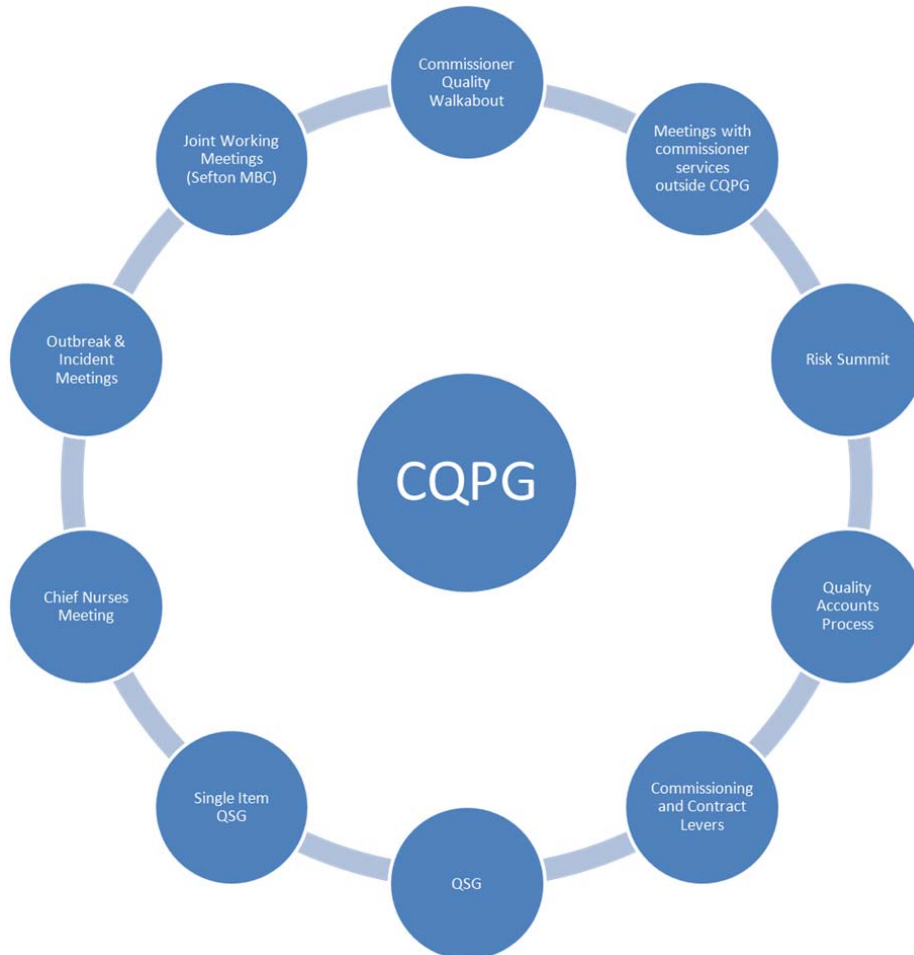 Commissioner
Quality
Walkabout
Meetings with
commissioner
services
outside CQPG
Risk Summit
Quality
Accounts
Process
Commissioning
and Contract
Levers
QSG
Single Item
QSG
Chief Nurses
Meeting
Outbreak &
Incident
Meetings
Joint Working
Meetings
(Sefton MBC)
CQPG